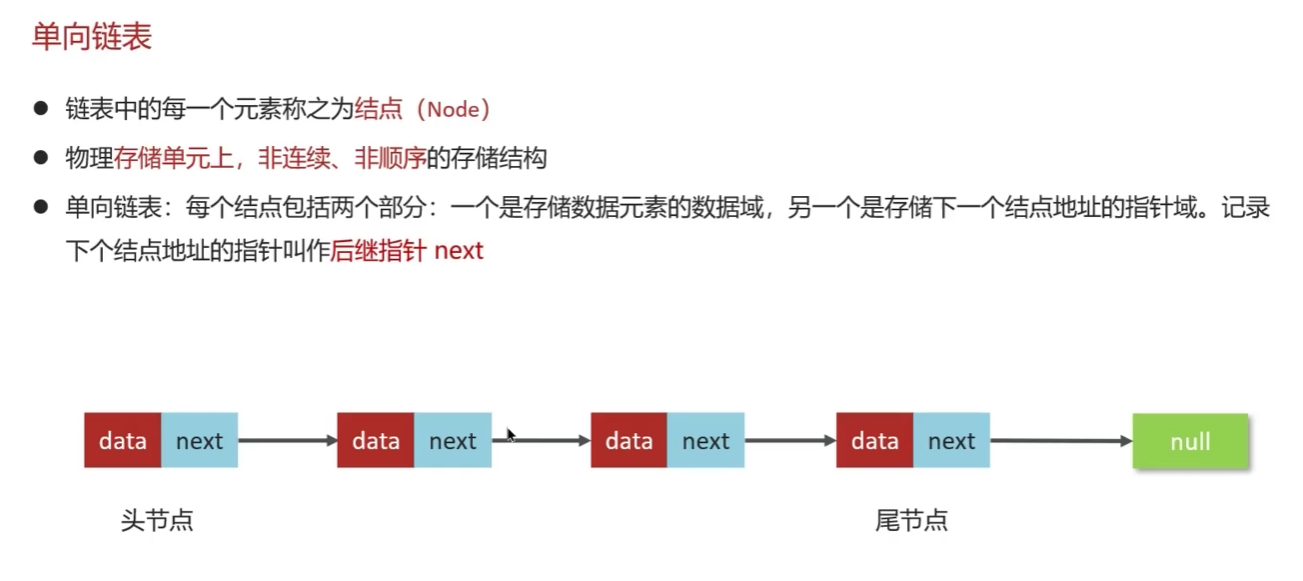 单向链表
● 链表中的每一个元素称之为结点（Node）
● 物理存储单元上，非连续、非顺序的存储结构
● 单向链表：每个结点包括两个部分：一个是存储数据元素的数据域，另一个是存储下一个结点地址的指针域。记录
下个结点地址的指针叫作后继指针 next
data next data next data next data next null
头节点 尾节点